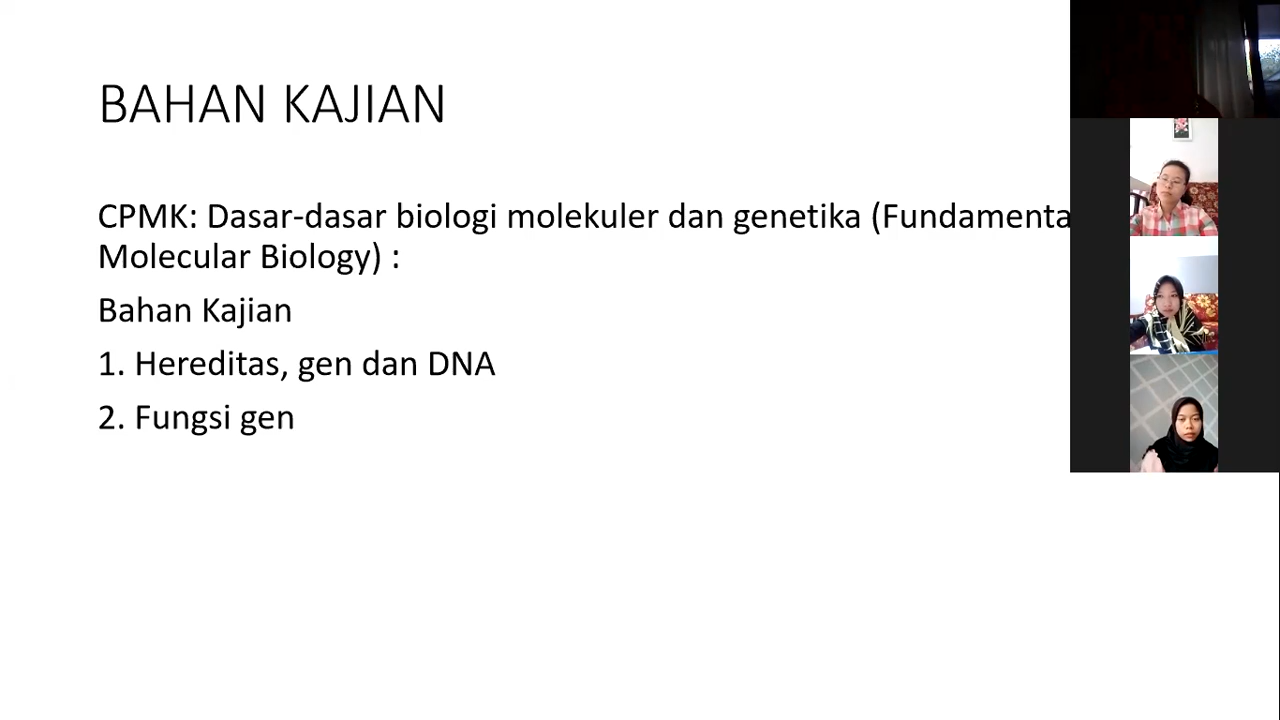 BAHAN KAJIAN
CPMK: Dasar-dasar biologi molekuler dan genetika (Fundamenta
Molecular Biology) :
Bahan Kajian
1. Hereditas, gen dan DNA
2. Fungsi gen